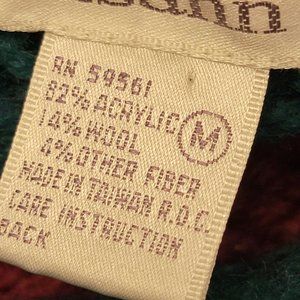 RN 59561
82% ACRYLIC
14% WOOL M
4% OTHER FIBER
MADE IN TAIWAN R.O.C.
CARE INSTRUCTION
BACK